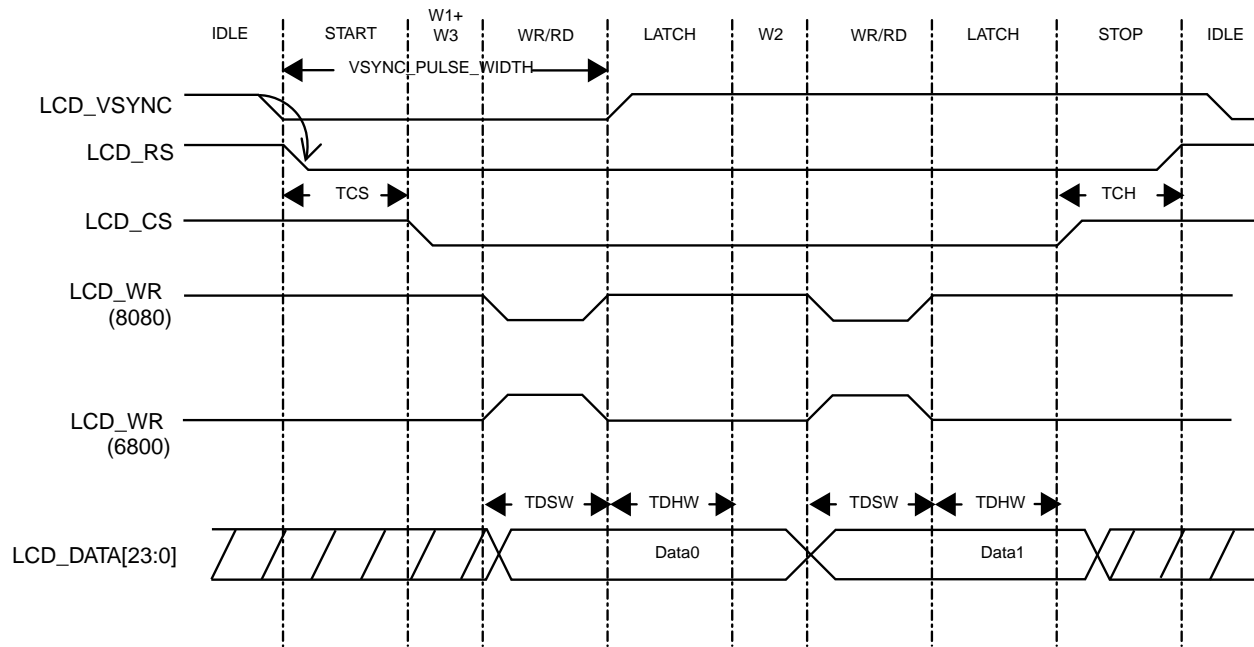 IDLE START W1+ W3 WR/RD LATCH W2 WR/RD LATCH STOP IDLE
VSYNC_PULSE_WIDTH
LCD_VSYNC
LCD_RS
TCS TCH
LCD_CS
LCD_WR
(8080)
LCD_WR
(6800)
TDSW TDHW TDSW TDHW
LCD_DATA[23:0] Data0 Data1